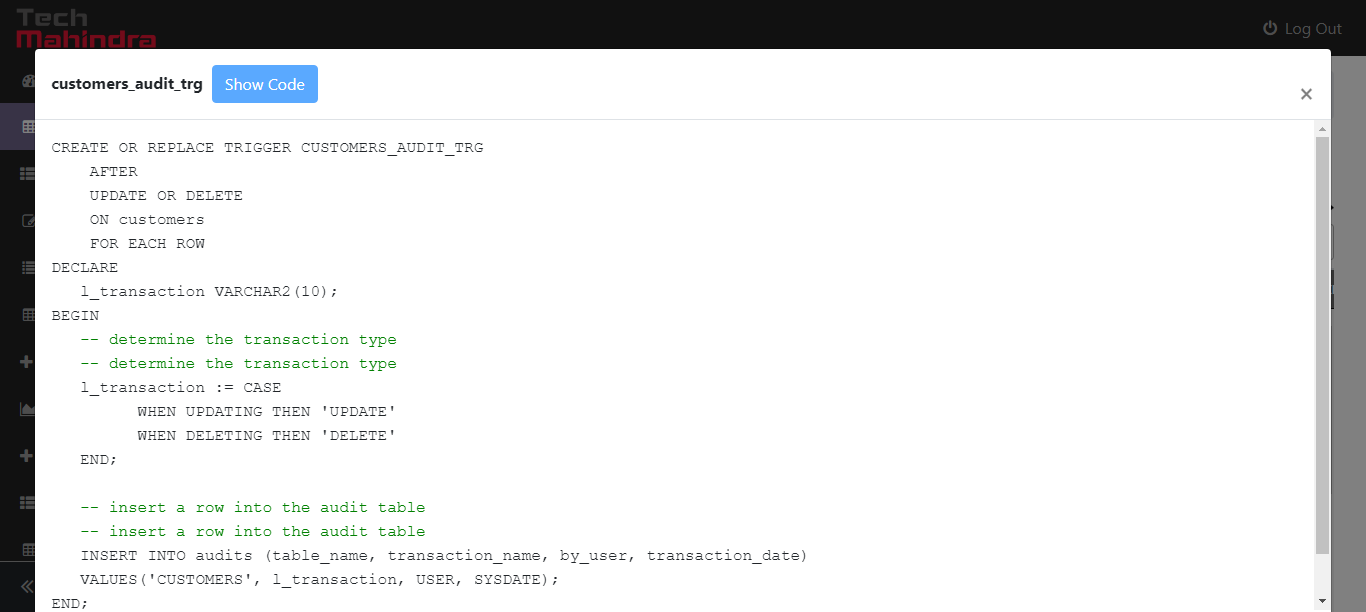 Tech
Mahindra
Log Out
customers_audit_trg Show Code
×
CREATE OR REPLACE TRIGGER CUSTOMERS_AUDIT_TRG
    AFTER
    UPDATE OR DELETE
    ON customers
    FOR EACH ROW
DECLARE
   l_transaction VARCHAR2(10);
BEGIN
   -- determine the transaction type
   -- determine the transaction type
   l_transaction := CASE
         WHEN UPDATING THEN 'UPDATE'
         WHEN DELETING THEN 'DELETE'
   END;

   -- insert a row into the audit table
   -- insert a row into the audit table
   INSERT INTO audits (table_name, transaction_name, by_user, transaction_date)
   VALUES('CUSTOMERS', l_transaction, USER, SYSDATE);
END;